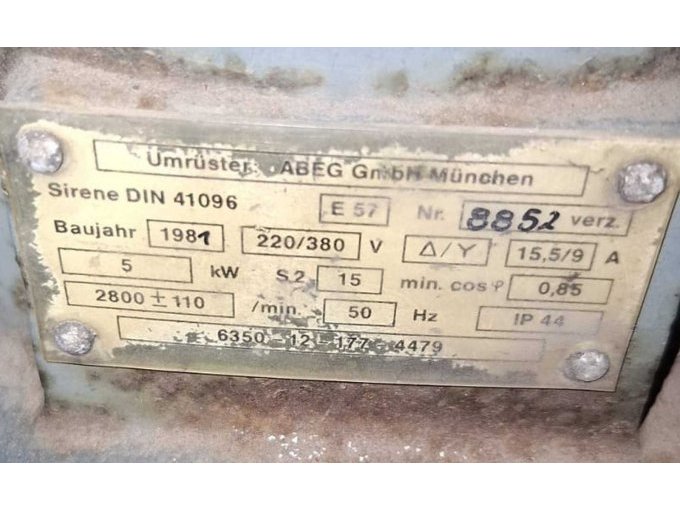 Umrüster: ABEG GmbH München
Sirene DIN 41096 E 57 Nr. 8852 verz.
Baujahr 1981 220/380 V Δ/Y 15,5/9 A
5 kW S.2 15 min. cos φ 0,85
2800 ± 110 /min. 50 Hz IP 44
6350-12-177-4479